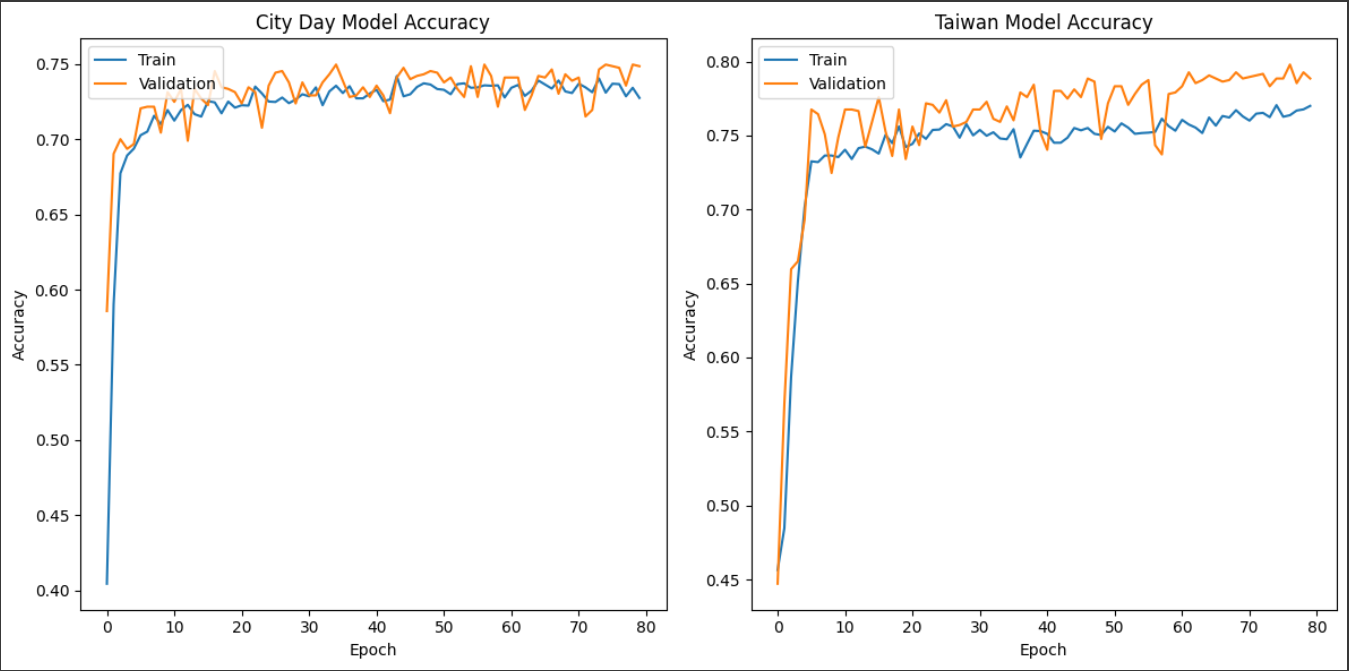 City Day Model Accuracy
Train
Validation
0.75
0.70
0.65
0.60
0.55
0.50
0.45
0.40
Accuracy
0 10 20 30 40 50 60 70 80
Epoch
Taiwan Model Accuracy
Train
Validation
0.80
0.75
0.70
0.65
0.60
0.55
0.50
0.45
Accuracy
0 10 20 30 40 50 60 70 80
Epoch